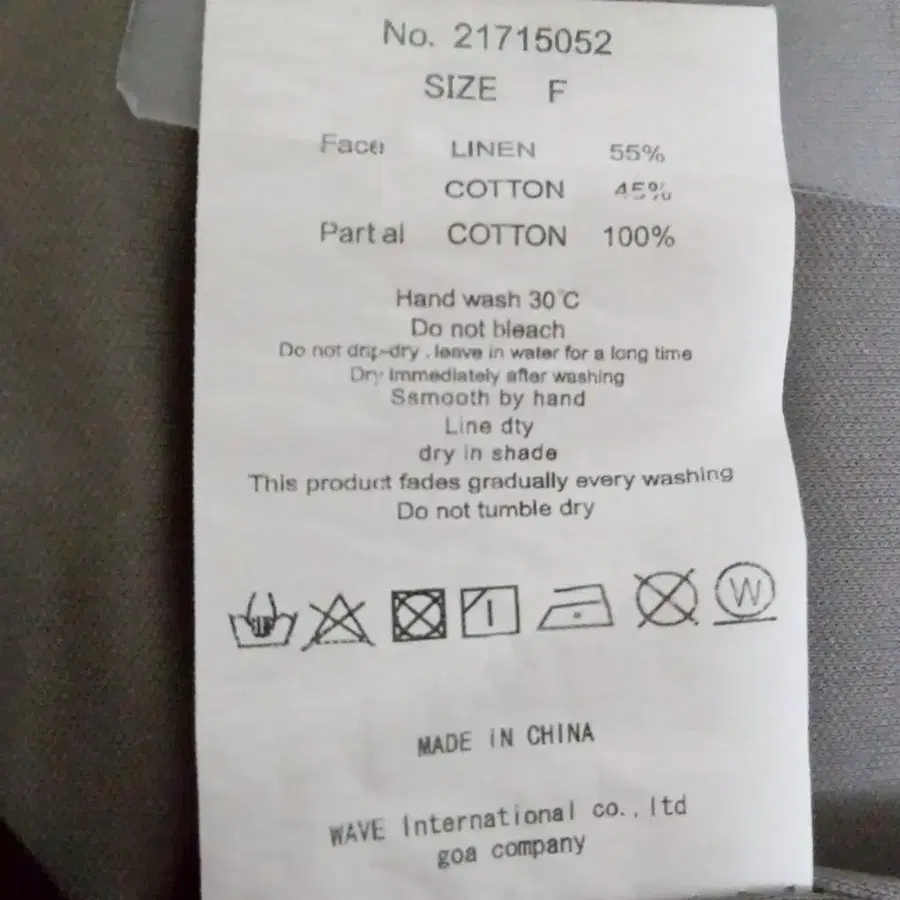 No. 21715052
SIZE F
Face LINEN 55%
COTTON 45%
Partal COTTON 100%
Hand wash 30°C
Do not bleach
Do not drip-dry . leave in water for a long time
Dry Immediately after washing
Ssmooth by hand
Line dty
dry in shade
This product fades gradually every washing
Do not tumble dry
W
MADE IN CHINA
WAVE International co., ltd
goa company